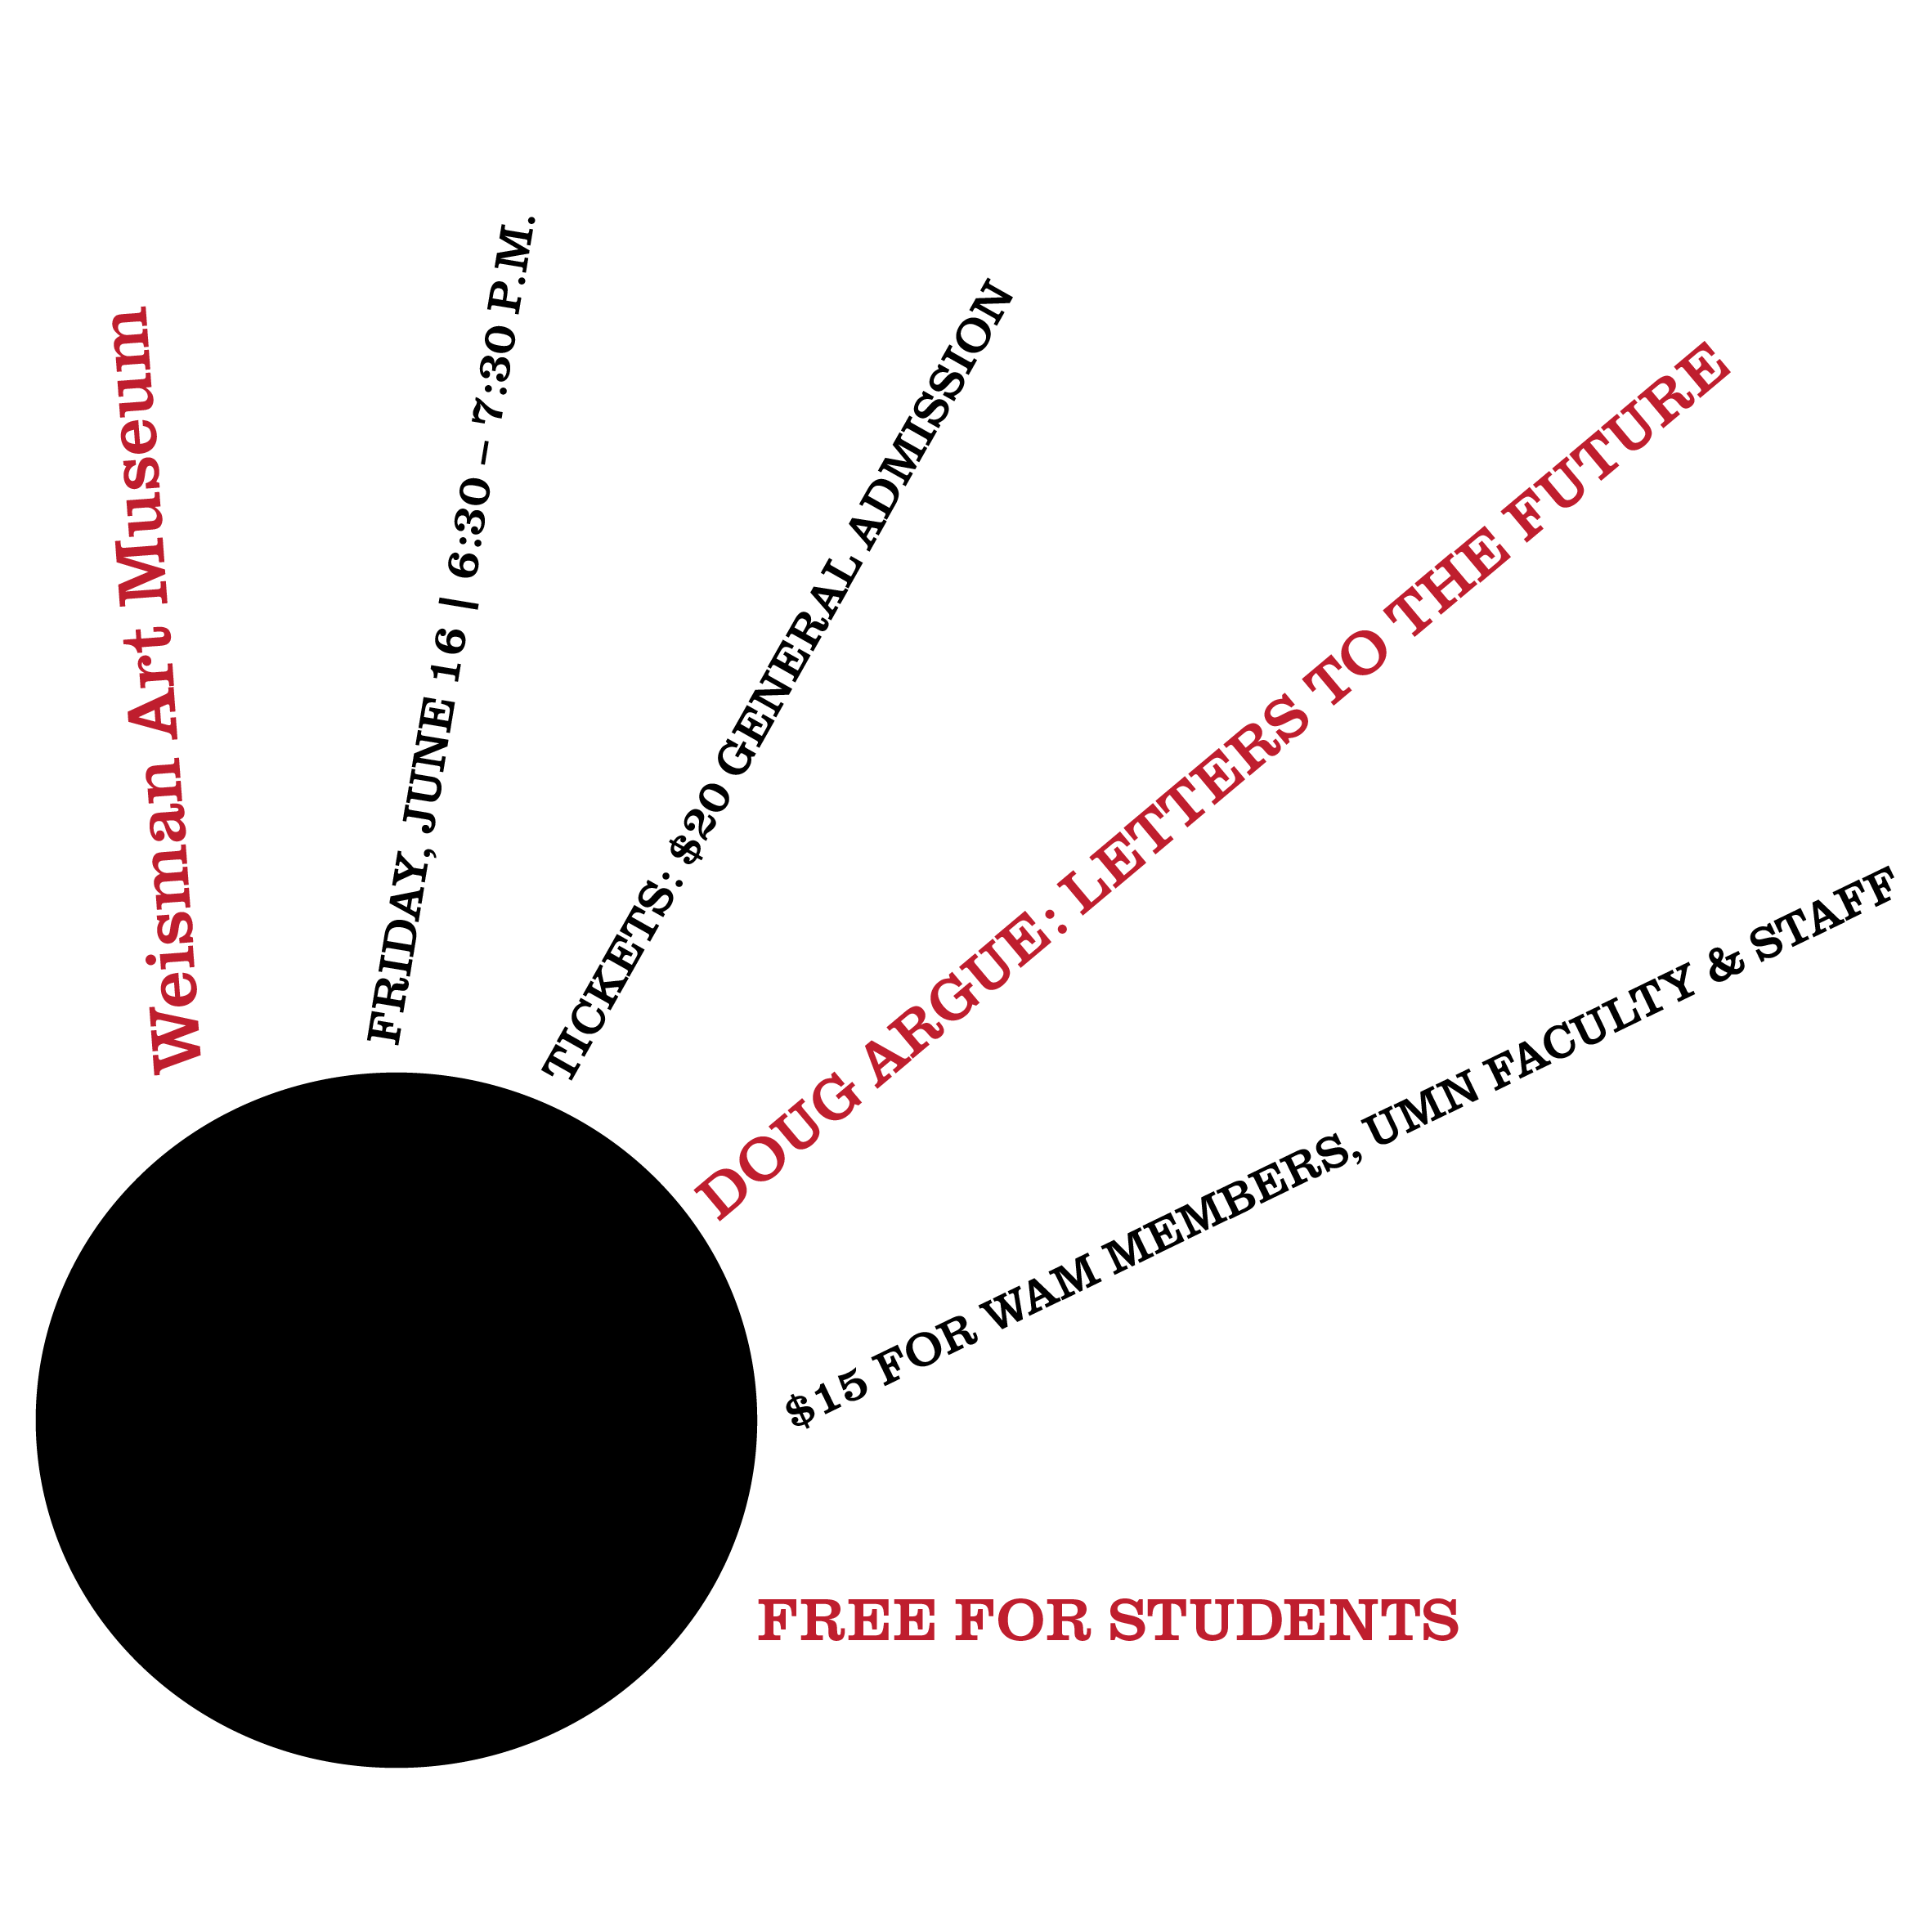 Weisman Art Museum
FRIDAY, JUNE 16 | 6:30 – 7:30 P.M.
TICKETS: $20 GENERAL ADMISSION
DOUG ARGUE: LETTERS TO THE FUTURE
$15 FOR WAM MEMBERS, UMN FACULTY & STAFF
FREE FOR STUDENTS